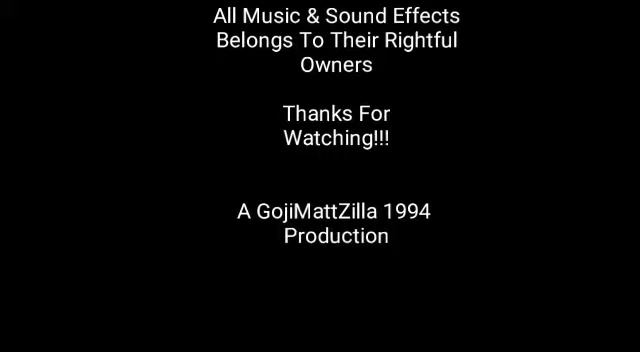 All Music & Sound Effects
Belongs To Their Rightful
Owners
Thanks For
Watching!!!
A GojiMattZilla 1994
Production